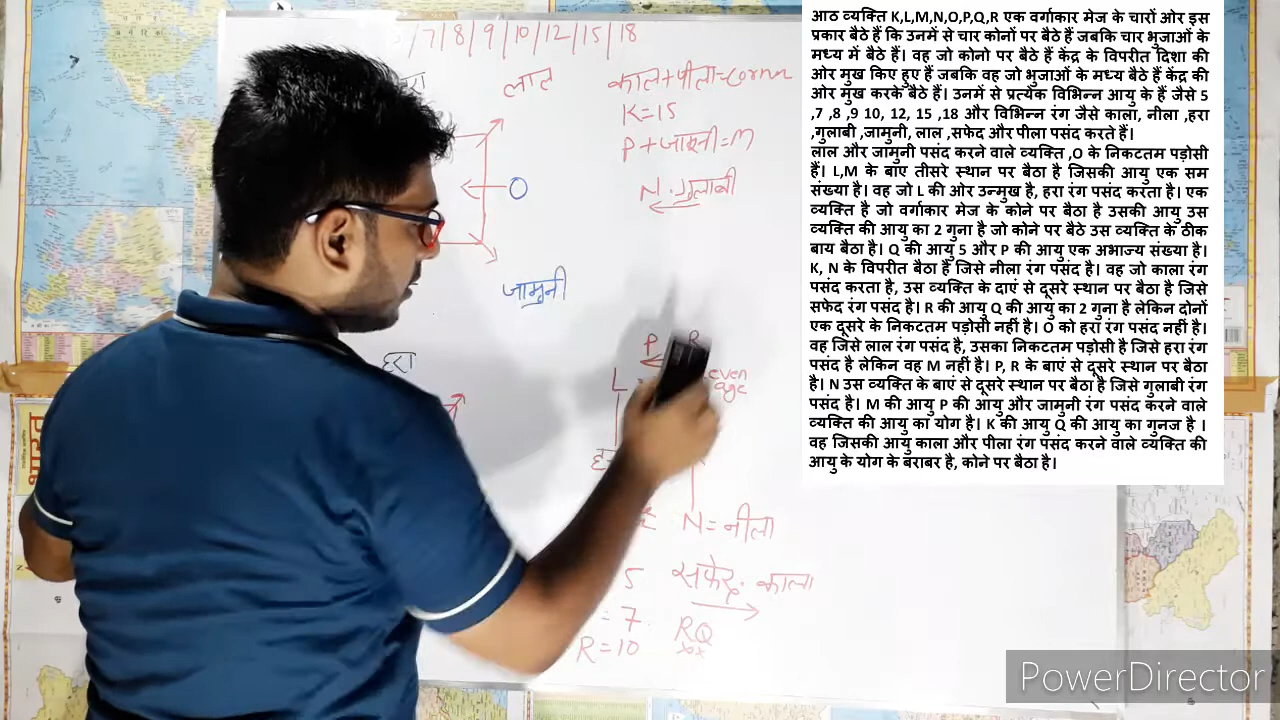 आठ व्यक्ति K,L,M,N,O,P,Q,R एक वर्गाकार मेज के चारों ओर इस
प्रकार बैठे हैं कि उनमें से चार कोनों पर बैठे हैं जबकि चार भुजाओं के
मध्य में बैठे हैं। वह जो कोनो पर बैठे हैं केंद्र के विपरीत दिशा की
ओर मुख किए हुए हैं जबकि वह जो भुजाओं के मध्य बैठे हैं केंद्र की
ओर मुख करके बैठे हैं। उनमें से प्रत्येक विभिन्न आयु के हैं जैसे 5
,7 ,8 ,9 10, 12, 15 ,18 और विभिन्न रंग जैसे काला, नीला ,हरा
,गुलाबी ,जामुनी, लाल ,सफेद और पीला पसंद करते हैं।
लाल और जामुनी पसंद करने वाले व्यक्ति ,O के निकटतम पड़ोसी
हैं। L,M के बाएं तीसरे स्थान पर बैठा है जिसकी आयु एक सम
संख्या है। वह जो L की ओर उन्मुख है, हरा रंग पसंद करता है। एक
व्यक्ति है जो वर्गाकार मेज के कोने पर बैठा है उसकी आयु उस
व्यक्ति की आयु का 2 गुना है जो कोने पर बैठे उस व्यक्ति के ठीक
बाय बैठा है। Q की आयु 5 और P की आयु एक अभाज्य संख्या है।
K, N के विपरीत बैठा है जिसे नीला रंग पसंद है। वह जो काला रंग
पसंद करता है, उस व्यक्ति के दाएं से दूसरे स्थान पर बैठा है जिसे
सफेद रंग पसंद है। R की आयु Q की आयु का 2 गुना है लेकिन दोनों
एक दूसरे के निकटतम पड़ोसी नहीं है। O को हरा रंग पसंद नहीं है।
वह जिसे लाल रंग पसंद है, उसका निकटतम पड़ोसी है जिसे हरा रंग
पसंद है लेकिन वह M नहीं है। P, R के बाएं से दूसरे स्थान पर बैठा
है। N उस व्यक्ति के बाएं से दूसरे स्थान पर बैठा है जिसे गुलाबी रंग
पसंद है। M की आयु P की आयु और जामुनी रंग पसंद करने वाले
व्यक्ति की आयु का योग है। K की आयु Q की आयु का गुनज है ।
वह जिसकी आयु काला और पीला रंग पसंद करने वाले व्यक्ति की
आयु के योग के बराबर है, कोने पर बैठा है।
7/8/9/10/12/15/18
लाल
काला+पीला=corner
K=15
P+जामुनी=M
N . गुलाबी
O
जामुनी
P R
हरा
L
even
age
N=नीला
5 सफेद . काला
= 7. RQ
R=10 xx
भारत
PowerDirector